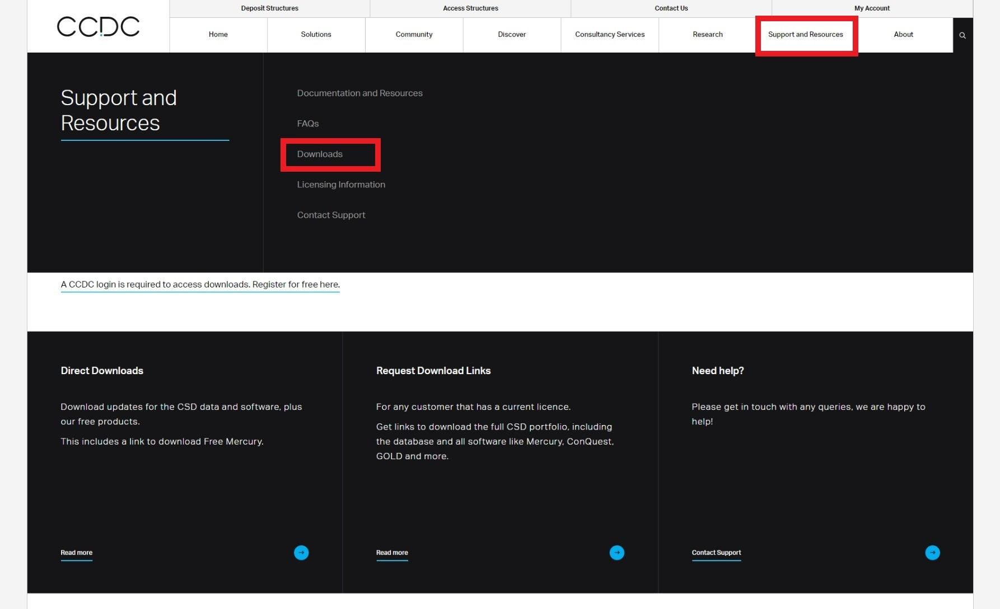 Deposit Structures
Access Structures
Contact Us
My Account
CCDC
Home
Solutions
Community
Discover
Consultancy Services
Research
Support and Resources
About
Support and
Resources
Documentation and Resources
FAQs
Downloads
Licensing Information
Contact Support
A CCDC login is required to access downloads. Register for free here.
Direct Downloads
Download updates for the CSD data and software, plus
our free products.
This includes a link to download Free Mercury.
Read more
Request Download Links
For any customer that has a current licence.
Get links to download the full CSD portfolio, including
the database and all software like Mercury, ConQuest,
GOLD and more.
Read more
Need help?
Please get in touch with any queries, we are happy to
help!
Contact Support